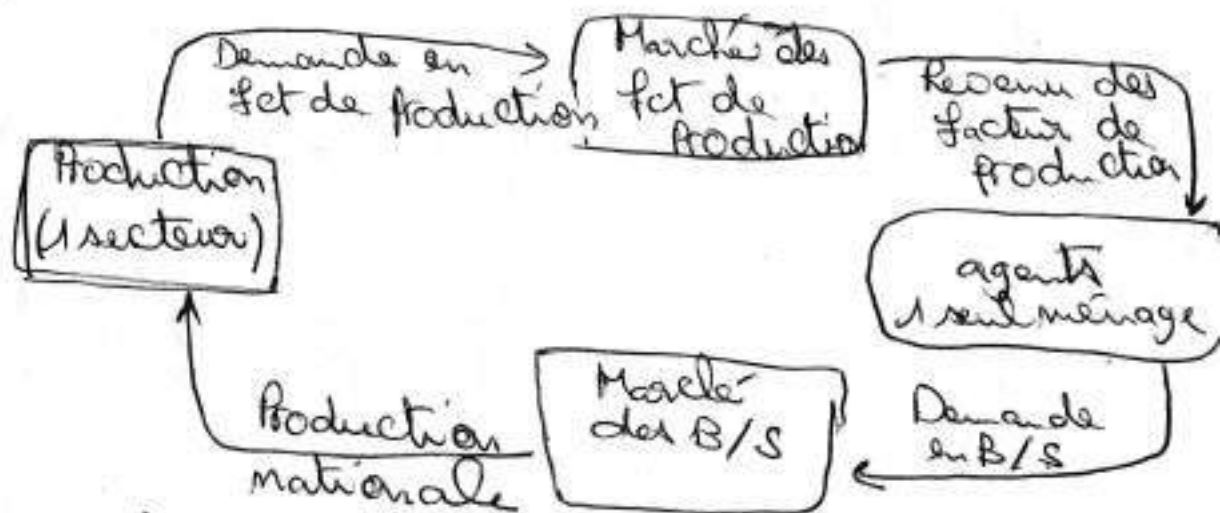 Demande en
fct de production
Marché des
fct de
production
Revenu des
facteur de
production
Production
(1 secteur)
agents
1 seul ménage
Marché
des B/S
Demande
en B/S
Production
nationale